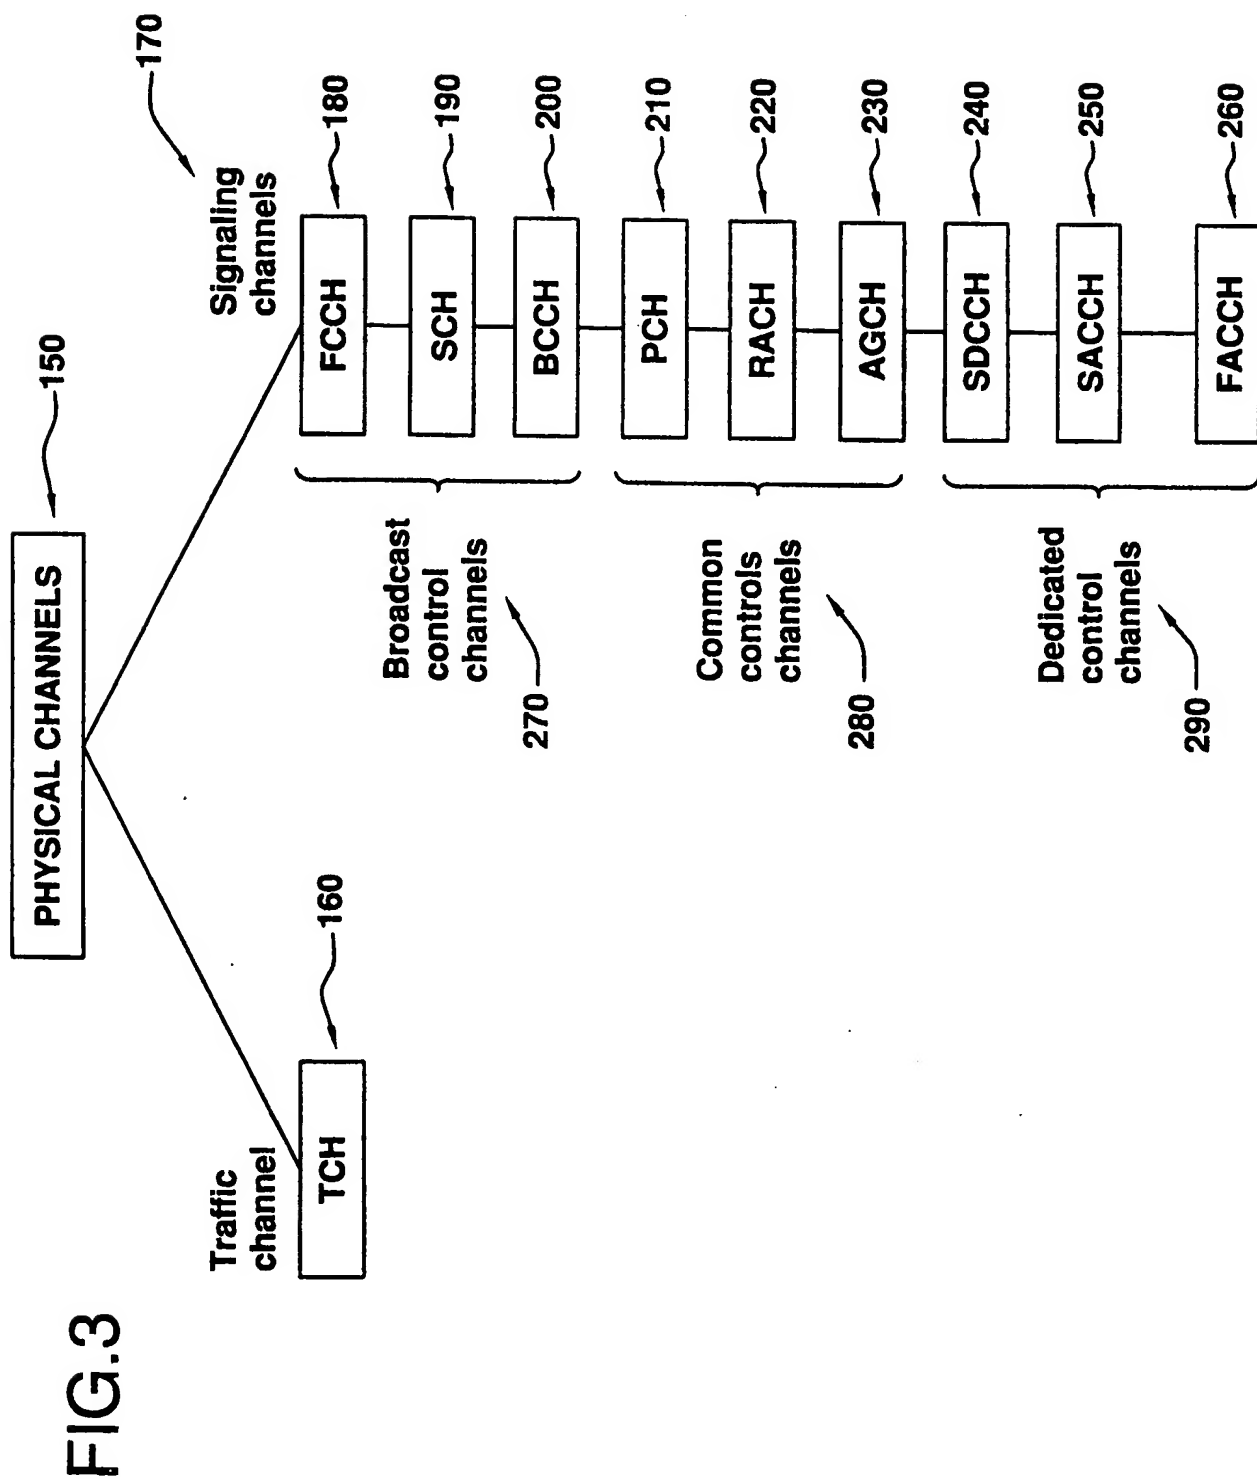 FIG.3
PHYSICAL CHANNELS
150
170
Traffic
channel
TCH
160
Signaling
channels
FCCH
180
SCH
190
BCCH
200
PCH
210
RACH
220
AGCH
230
SDCCH
240
SACCH
250
FACCH
260
Broadcast
control
channels
270
Common
controls
channels
280
Dedicated
control
channels
290